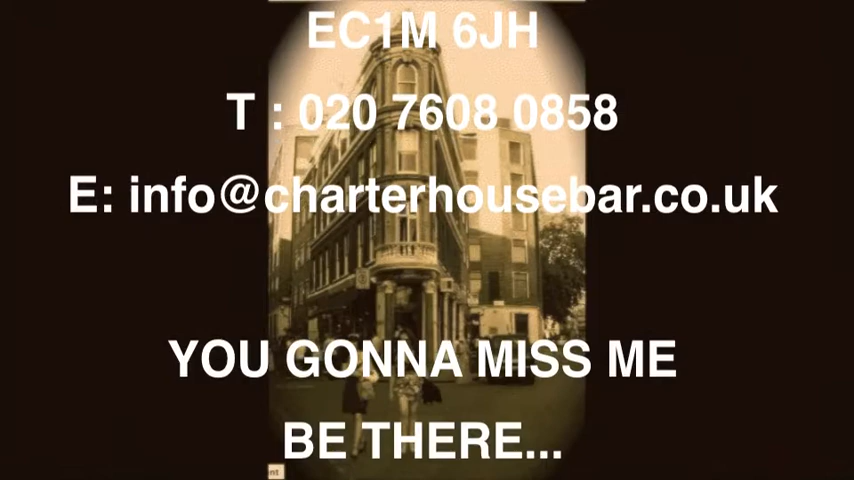 EC1M 6JH
T : 020 7608 0858
E: info@charterhousebar.co.uk
YOU GONNA MISS ME
BE THERE...